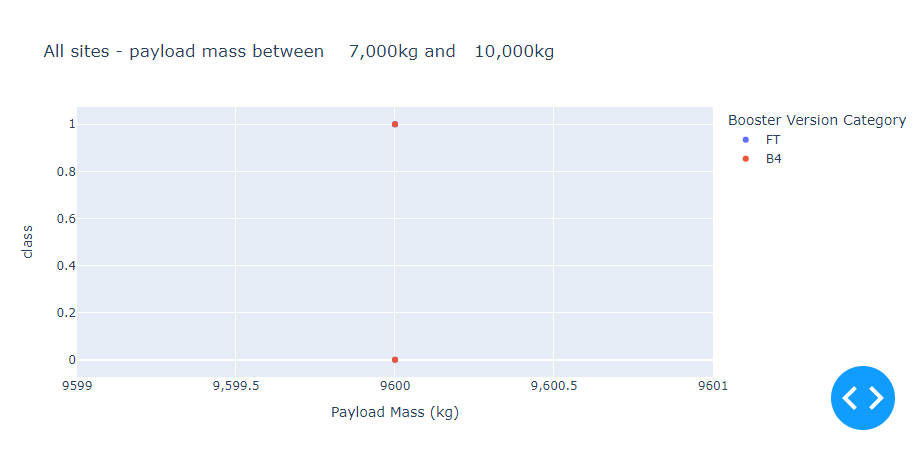 All sites - payload mass between 7,000kg and 10,000kg
Booster Version Category
FT
B4
1
0.8
0.6
0.4
0.2
0
class
9599 9,599.5 9600 9,600.5 9601
Payload Mass (kg)